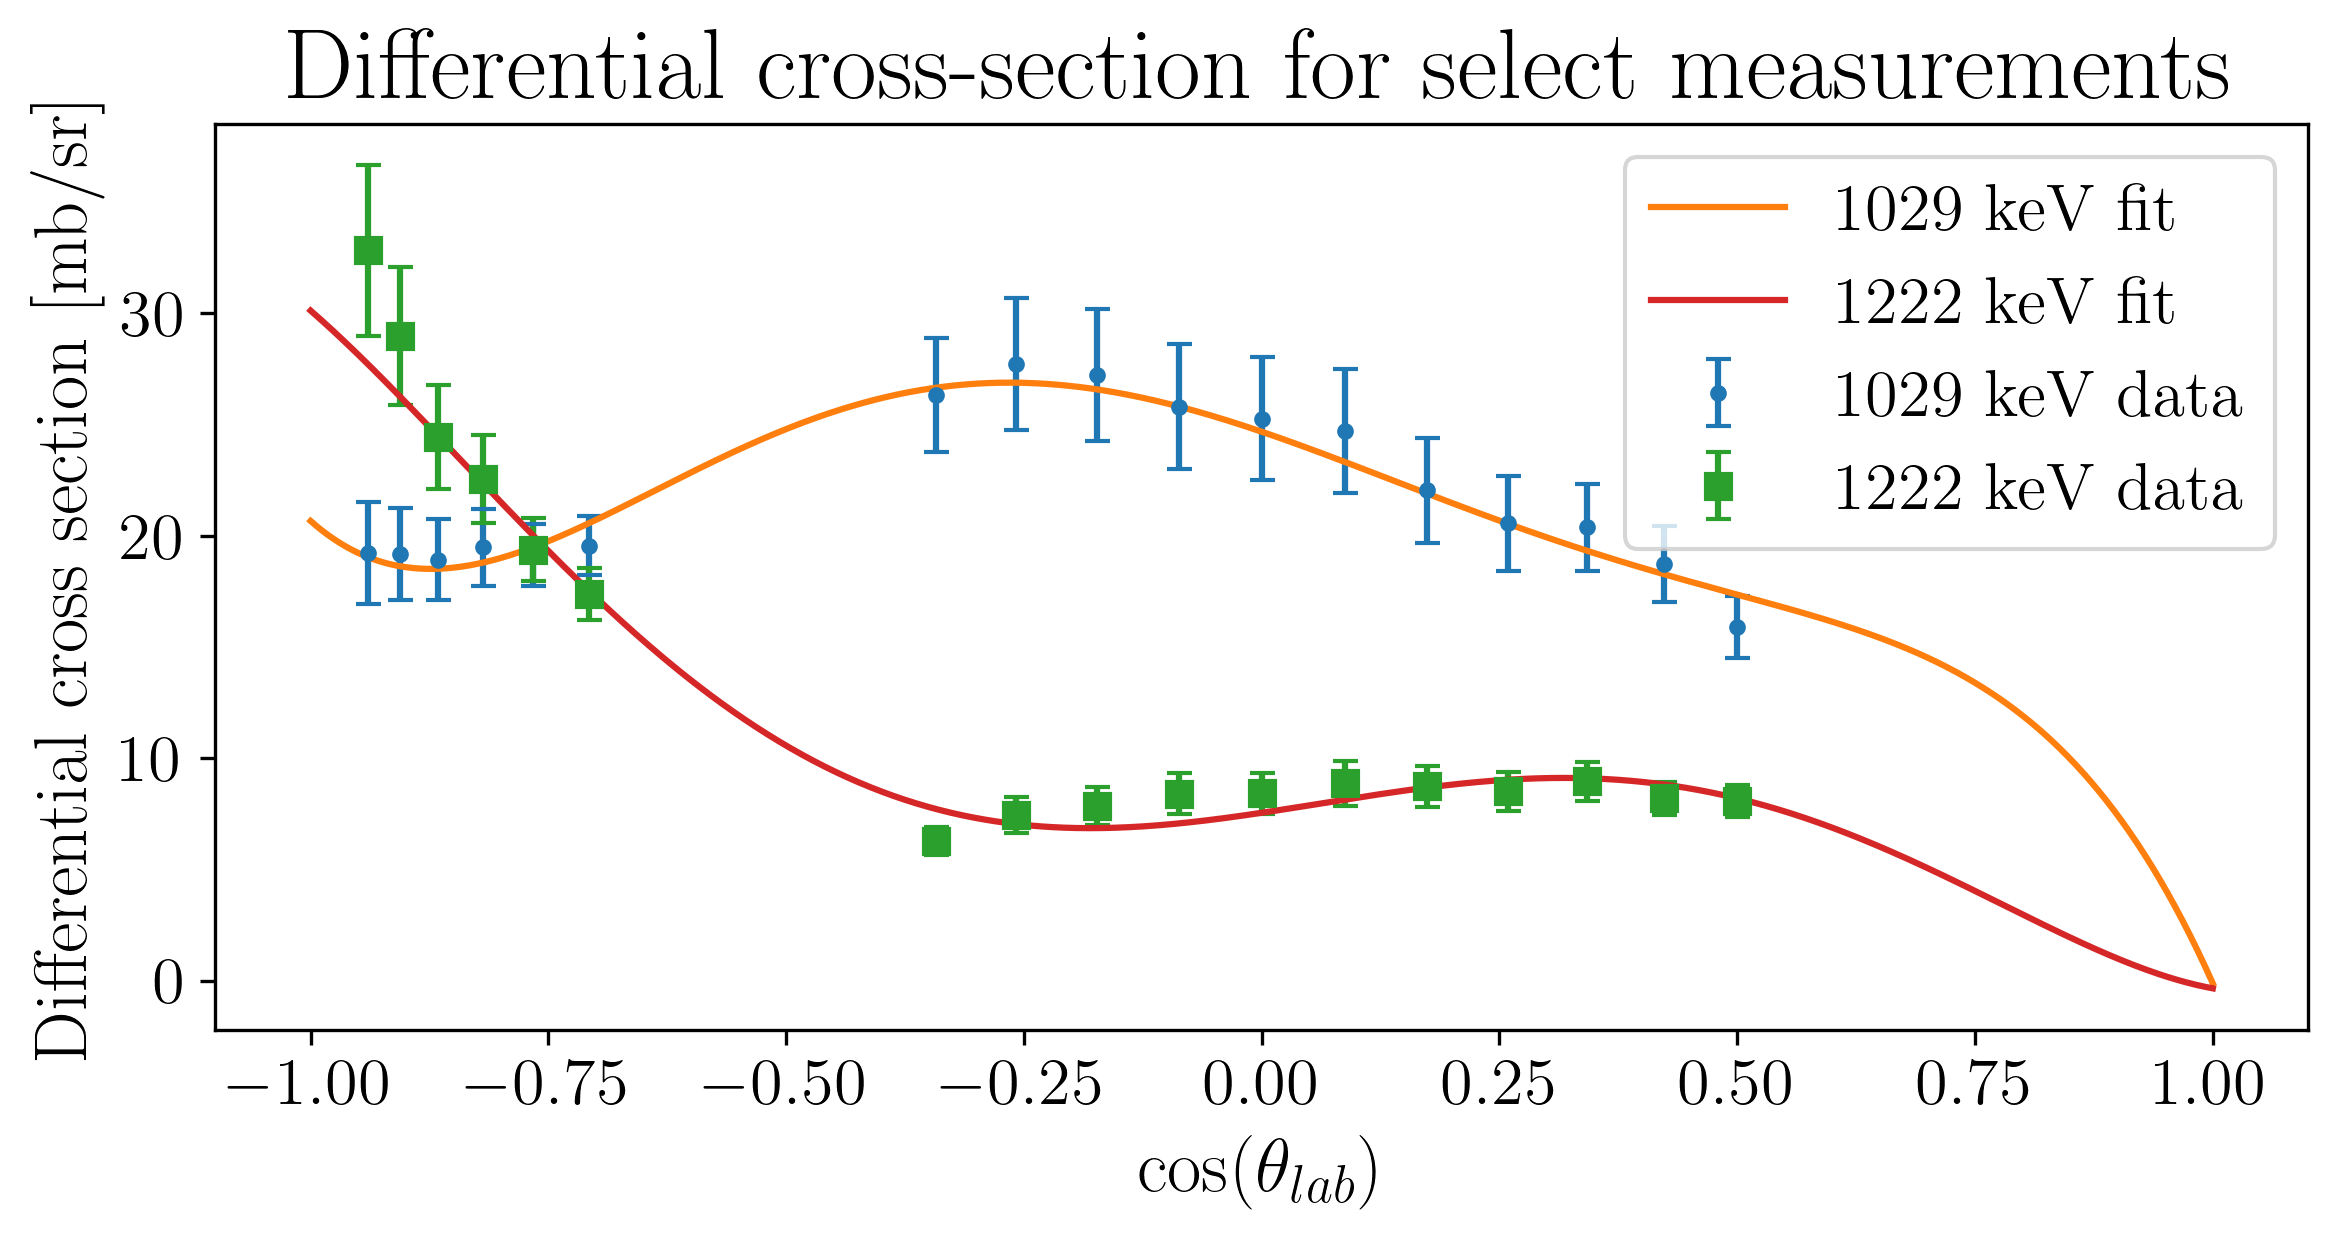 Differential cross-section for select measurements
Differential cross section [mb/sr]
30
20
10
0
1029 keV fit
1222 keV fit
1029 keV data
1222 keV data
−1.00 −0.75 −0.50 −0.25 0.00 0.25 0.50 0.75 1.00
cos(θ_{lab})